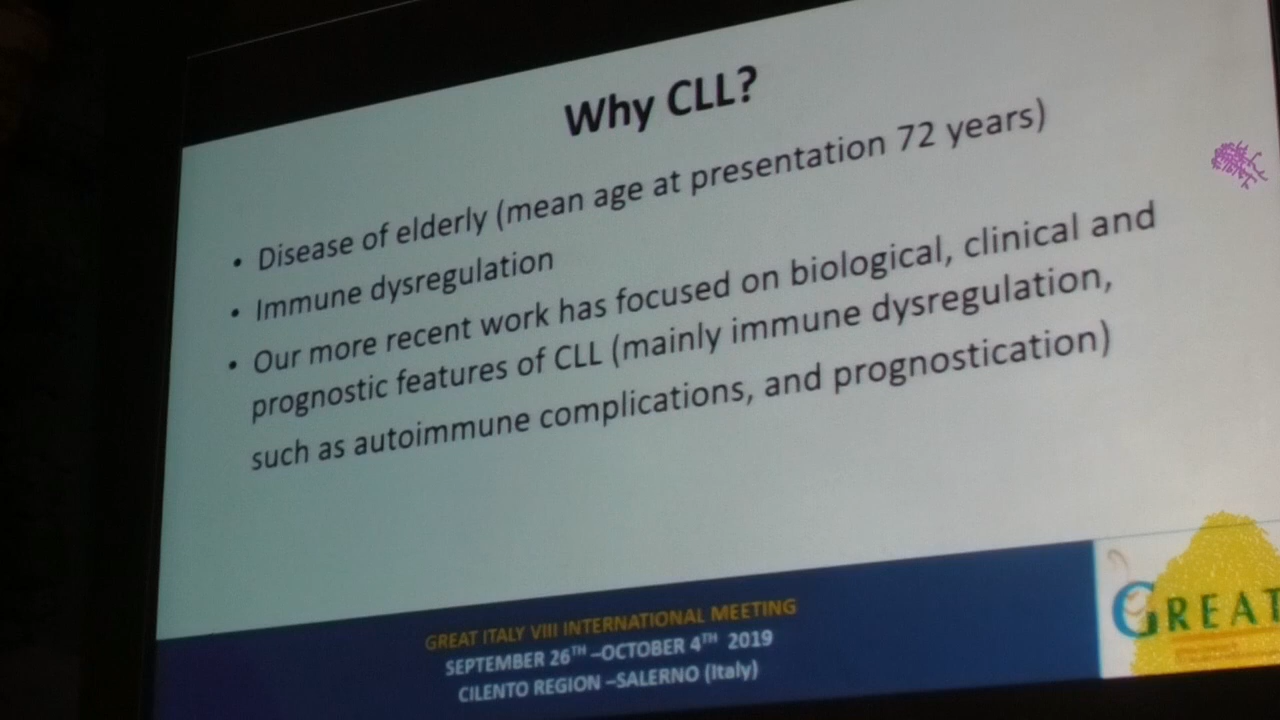 Why CLL?
• Disease of elderly (mean age at presentation 72 years)
• Immune dysregulation
• Our more recent work has focused on biological, clinical and
prognostic features of CLL (mainly immune dysregulation,
such as autoimmune complications, and prognostication)
GREAT ITALY VIII INTERNATIONAL MEETING
SEPTEMBER 26TH –OCTOBER 4TH 2019
CILENTO REGION –SALERNO (Italy)
GREAT